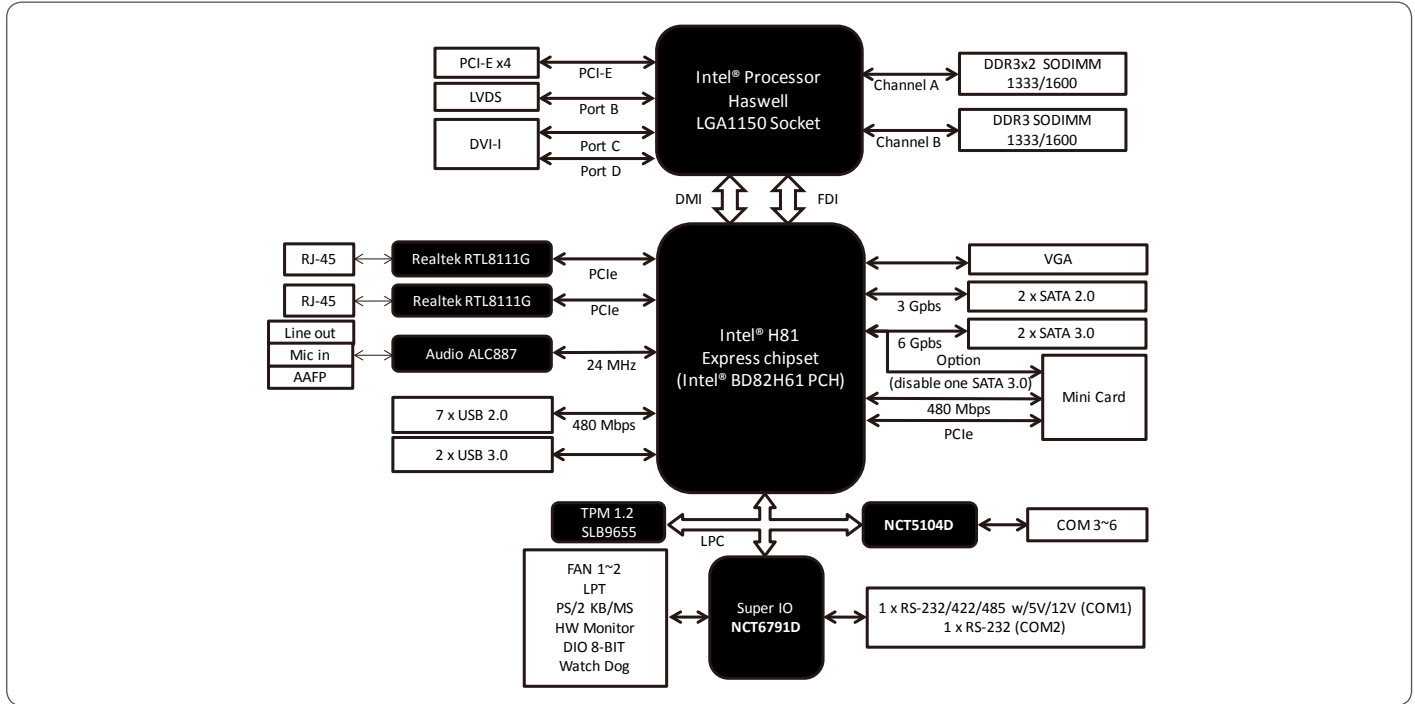 PCI-E x4
PCI-E
LVDS
Port B
DVI-I
Port C
Port D
Intel® Processor
Haswell
LGA1150 Socket
Channel A
DDR3x2 SODIMM
1333/1600
Channel B
DDR3 SODIMM
1333/1600
DMI
FDI
RJ-45
Realtek RTL8111G
PCIe
RJ-45
Realtek RTL8111G
PCIe
Line out
Mic in
AAFP
Audio ALC887
24 MHz
7 x USB 2.0
480 Mbps
2 x USB 3.0
Intel® H81
Express chipset
(Intel® BD82H61 PCH)
VGA
3 Gpbs
2 x SATA 2.0
6 Gpbs
2 x SATA 3.0
Option
(disable one SATA 3.0)
480 Mbps
PCIe
Mini Card
TPM 1.2
SLB9655
LPC
NCT5104D
COM 3~6
FAN 1~2
LPT
PS/2 KB/MS
HW Monitor
DIO 8-BIT
Watch Dog
Super IO
NCT6791D
1 x RS-232/422/485 w/5V/12V (COM1)
1 x RS-232 (COM2)